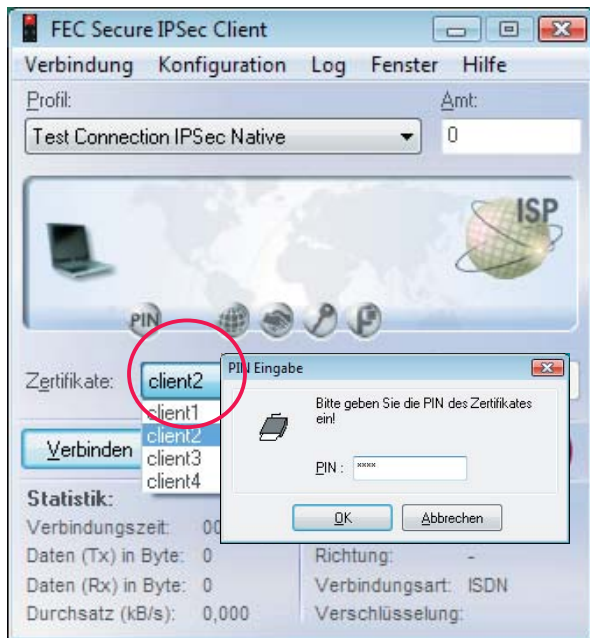 FEC Secure IPSec Client
Verbindung Konfiguration Log Fenster Hilfe
Profil: Amt:
Test Connection IPSec Native 0
ISP
PIN
Zertifikate: client2
client1
client2
client3
client4
PIN Eingabe
Bitte geben Sie die PIN des Zertifikates
ein!
PIN : ****
OK Abbrechen
Verbinden
Statistik:
Verbindungszeit: 00
Daten (Tx) in Byte: 0 Richtung: -
Daten (Rx) in Byte: 0 Verbindungsart: ISDN
Durchsatz (kB/s): 0,000 Verschlüsselung: